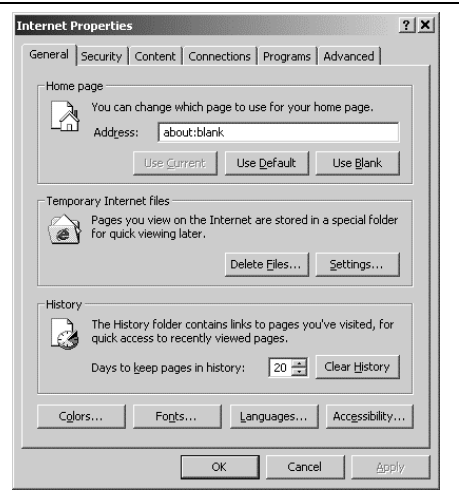 Internet Properties
General Security Content Connections Programs Advanced
Home page
You can change which page to use for your home page.
Address: about:blank
Use Current Use Default Use Blank
Temporary Internet files
Pages you view on the Internet are stored in a special folder
for quick viewing later.
Delete Files... Settings...
History
The History folder contains links to pages you've visited, for
quick access to recently viewed pages.
Days to keep pages in history: 20 Clear History
Colors... Fonts... Languages... Accessibility...
OK Cancel Apply